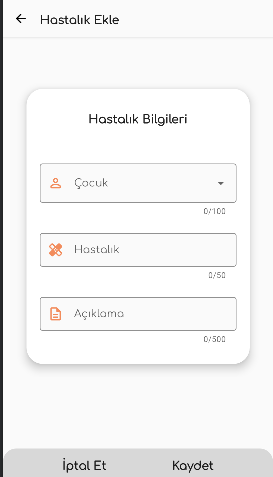 Hastalık Ekle
Hastalık Bilgileri
Çocuk
0/100
Hastalık
0/50
Açıklama
0/500
İptal Et Kaydet